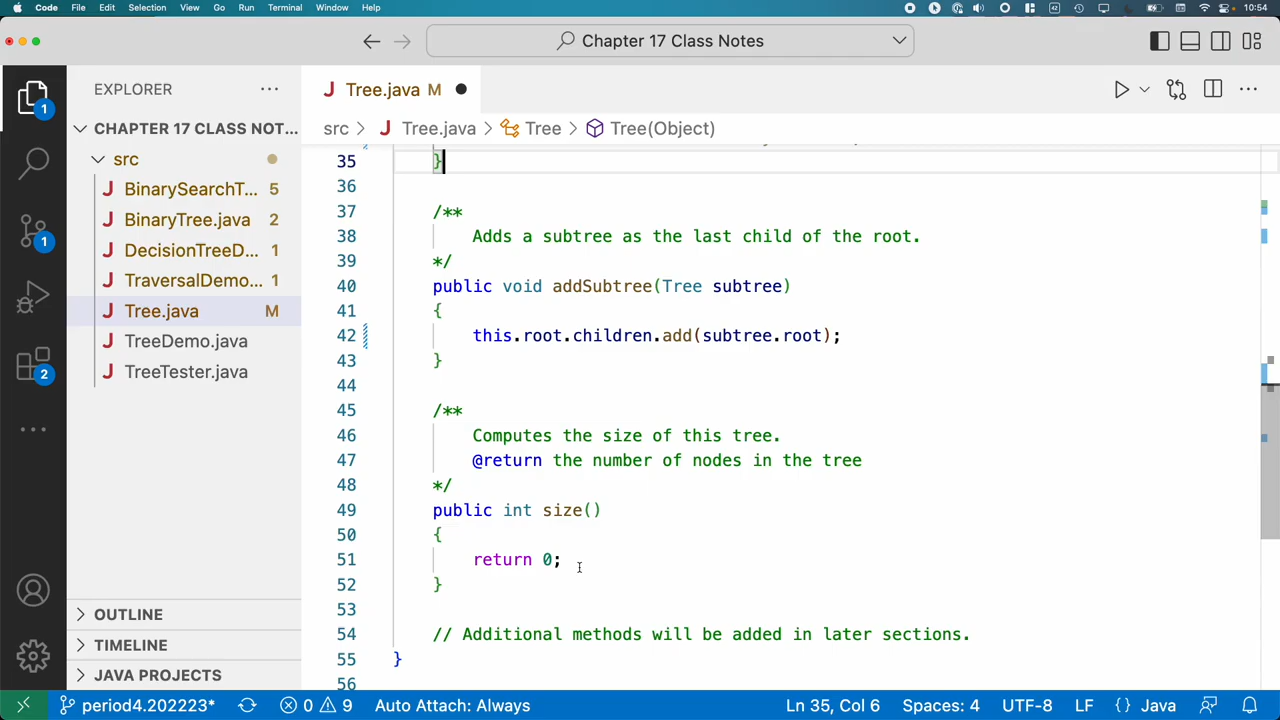 Code File Edit Selection View Go Run Terminal Window Help 10:54
Chapter 17 Class Notes
EXPLORER
Tree.java M
CHAPTER 17 CLASS NOT...
src > Tree.java > Tree > Tree(Object)
src
BinarySearchT... 5
BinaryTree.java 2
DecisionTreeD... 1
TraversalDemo... 1
Tree.java M
TreeDemo.java
TreeTester.java
1
1
2
OUTLINE
TIMELINE
JAVA PROJECTS
35 }
36
37 /**
38 Adds a subtree as the last child of the root.
39 */
40 public void addSubtree(Tree subtree)
41 {
42 this.root.children.add(subtree.root);
43 }
44
45 /**
46 Computes the size of this tree.
47 @return the number of nodes in the tree
48 */
49 public int size()
50 {
51 return 0;
52 }
53
54 // Additional methods will be added in later sections.
55 }
56
period4.202223* 0 9 Auto Attach: Always Ln 35, Col 6 Spaces: 4 UTF-8 LF {} Java